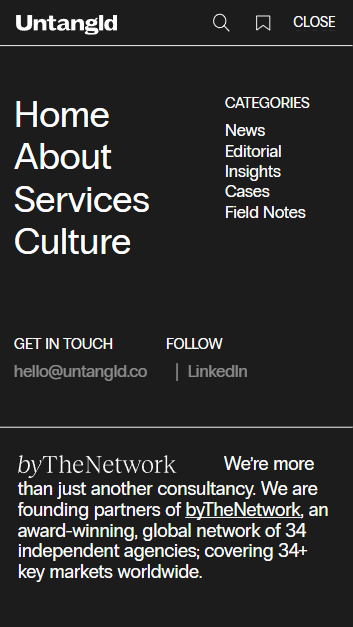 Untangld
CLOSE
Home
About
Services
Culture
CATEGORIES
News
Editorial
Insights
Cases
Field Notes
GET IN TOUCH
hello@untangld.co
FOLLOW
| LinkedIn
byTheNetwork We're more
than just another consultancy. We are
founding partners of byTheNetwork, an
award-winning, global network of 34
independent agencies; covering 34+
key markets worldwide.